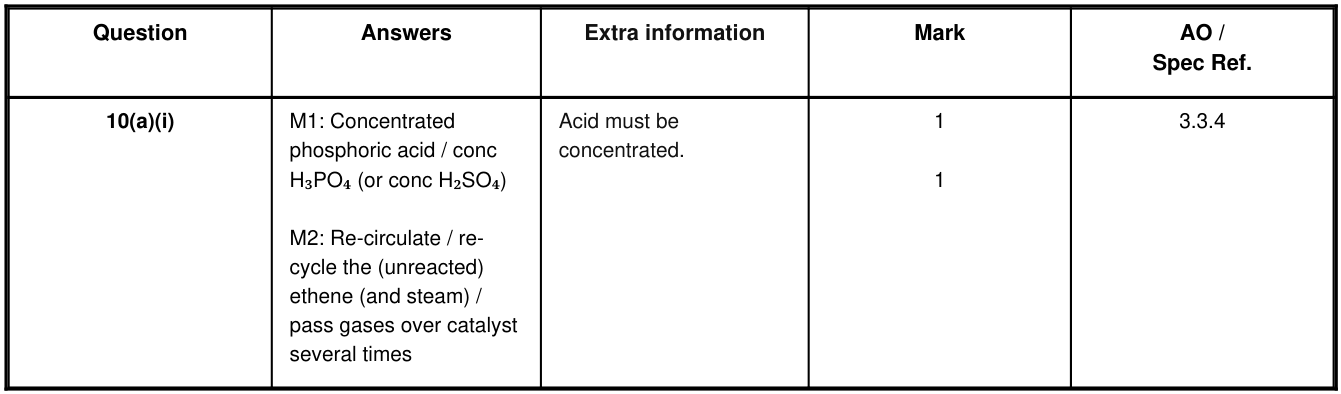 Question Answers Extra information Mark AO /
Spec Ref.
10(a)(i) M1: Concentrated Acid must be 1 3.3.4
phosphoric acid / conc concentrated.
H₃PO₄ (or conc H₂SO₄) 1
M2: Re-circulate / re-
cycle the (unreacted)
ethene (and steam) /
pass gases over catalyst
several times